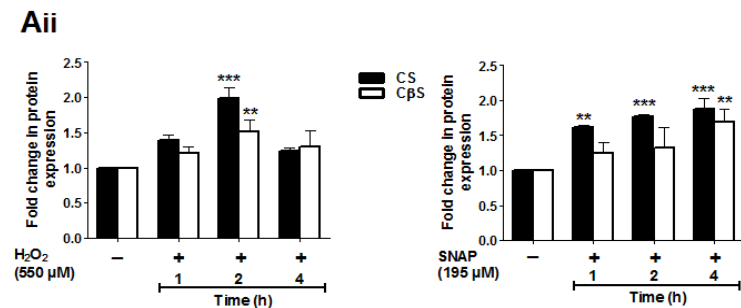 Aii
Fold change in protein
expression
2.5
2.0
1.5
1.0
0.5
0.0
***
**
H2O2
(550 µM)
– + + +
1 2 4
Time (h)
CS
CβS
Fold change in protein
expression
2.5
2.0
1.5
1.0
0.5
0.0
**
***
***
**
SNAP
(195 µM)
– + + +
1 2 4
Time (h)